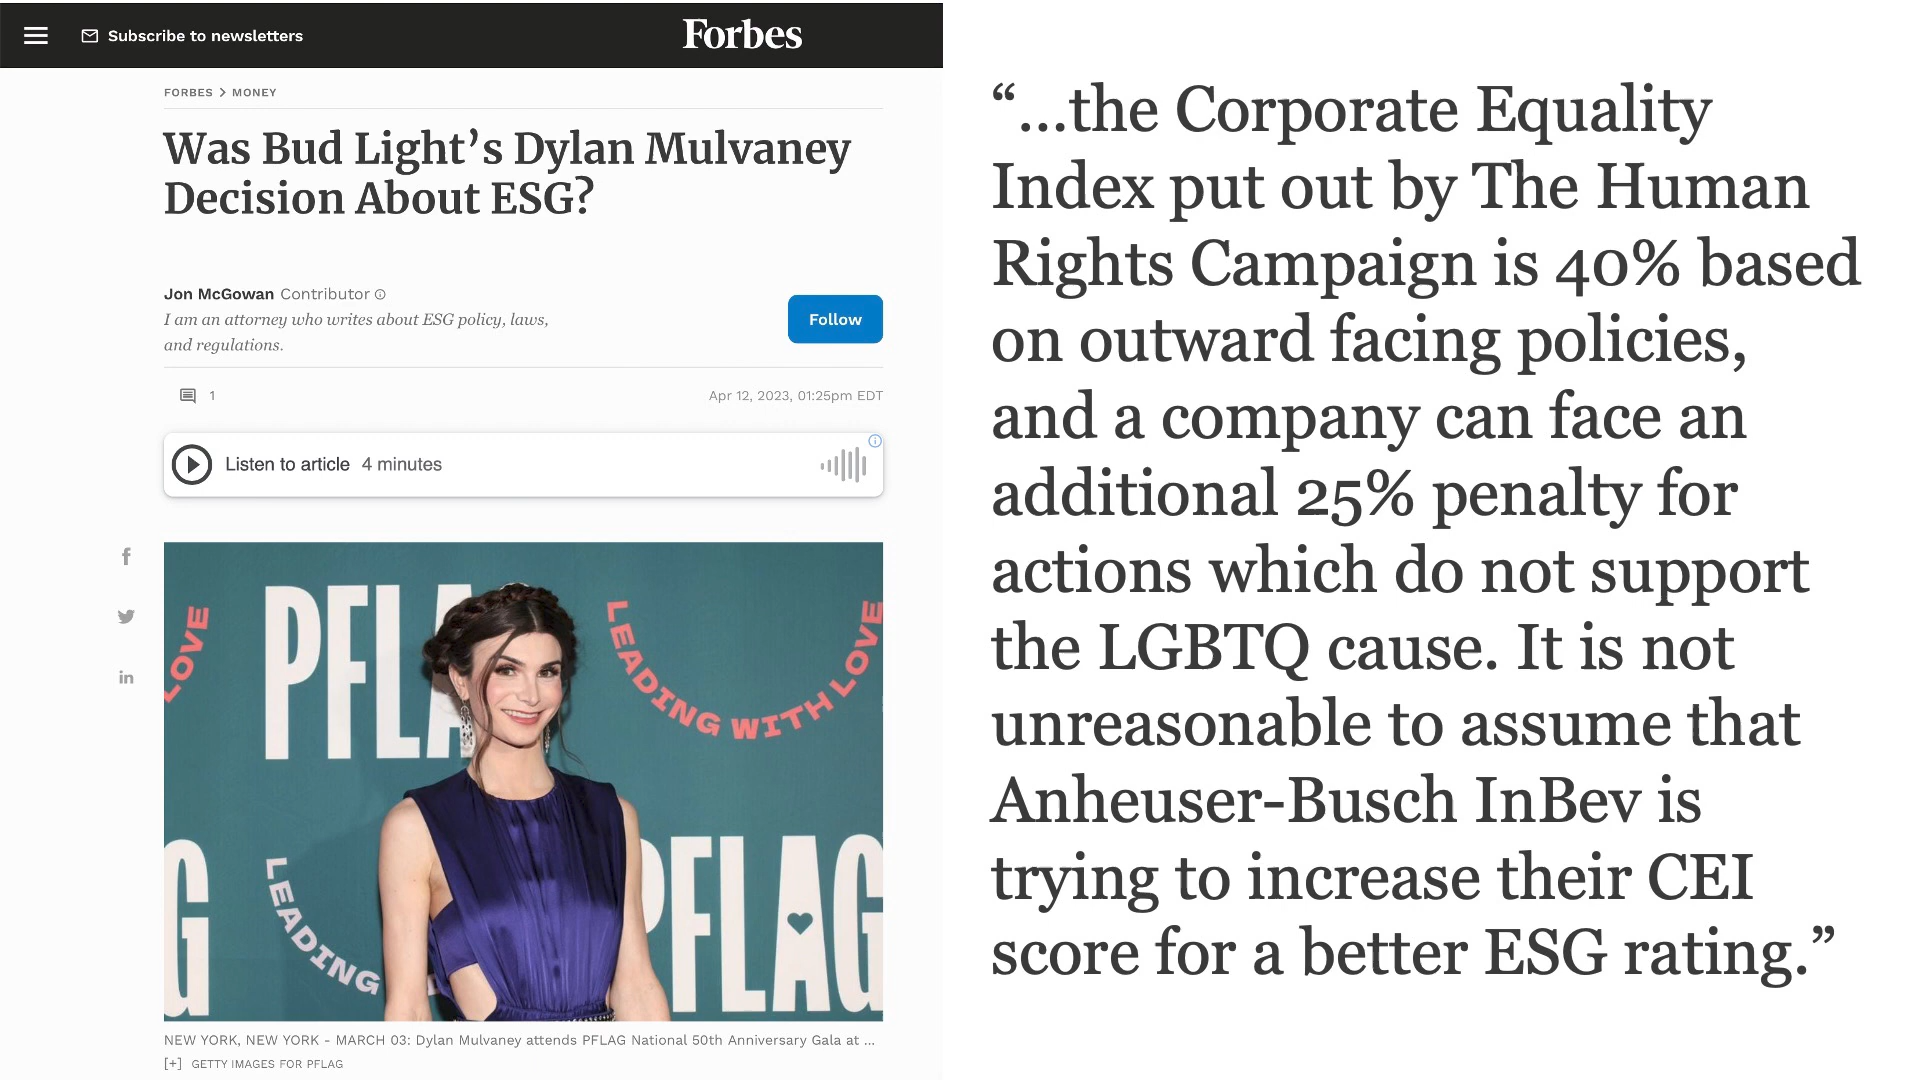 Subscribe to newsletters
Forbes
FORBES > MONEY
Was Bud Light’s Dylan Mulvaney
Decision About ESG?
Jon McGowan Contributor
I am an attorney who writes about ESG policy, laws,
and regulations.
Follow
1
Apr 12, 2023, 01:25pm EDT
Listen to article 4 minutes
LOVE
PFLA
LEADING WITH LOVE
G
LEADING
PFLAG
NEW YORK, NEW YORK - MARCH 03: Dylan Mulvaney attends PFLAG National 50th Anniversary Gala at ...
[+] GETTY IMAGES FOR PFLAG
“...the Corporate Equality
Index put out by The Human
Rights Campaign is 40% based
on outward facing policies,
and a company can face an
additional 25% penalty for
actions which do not support
the LGBTQ cause. It is not
unreasonable to assume that
Anheuser-Busch InBev is
trying to increase their CEI
score for a better ESG rating.”